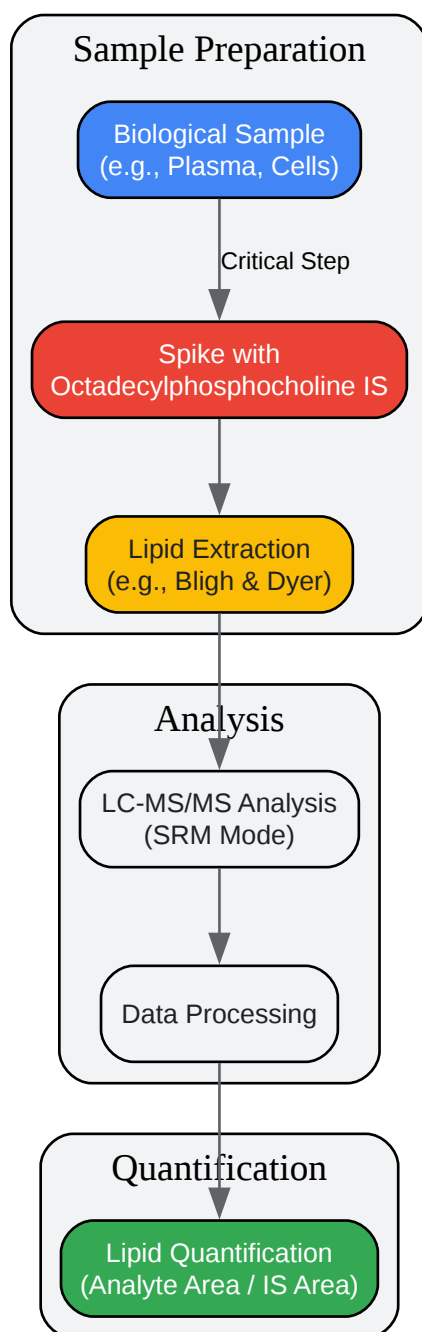 Sample Preparation
Biological Sample
(e.g., Plasma, Cells)
Critical Step
Spike with
Octadecylphosphocholine IS
Lipid Extraction
(e.g., Bligh & Dyer)
Analysis
LC-MS/MS Analysis
(SRM Mode)
Data Processing
Quantification
Lipid Quantification
(Analyte Area / IS Area)